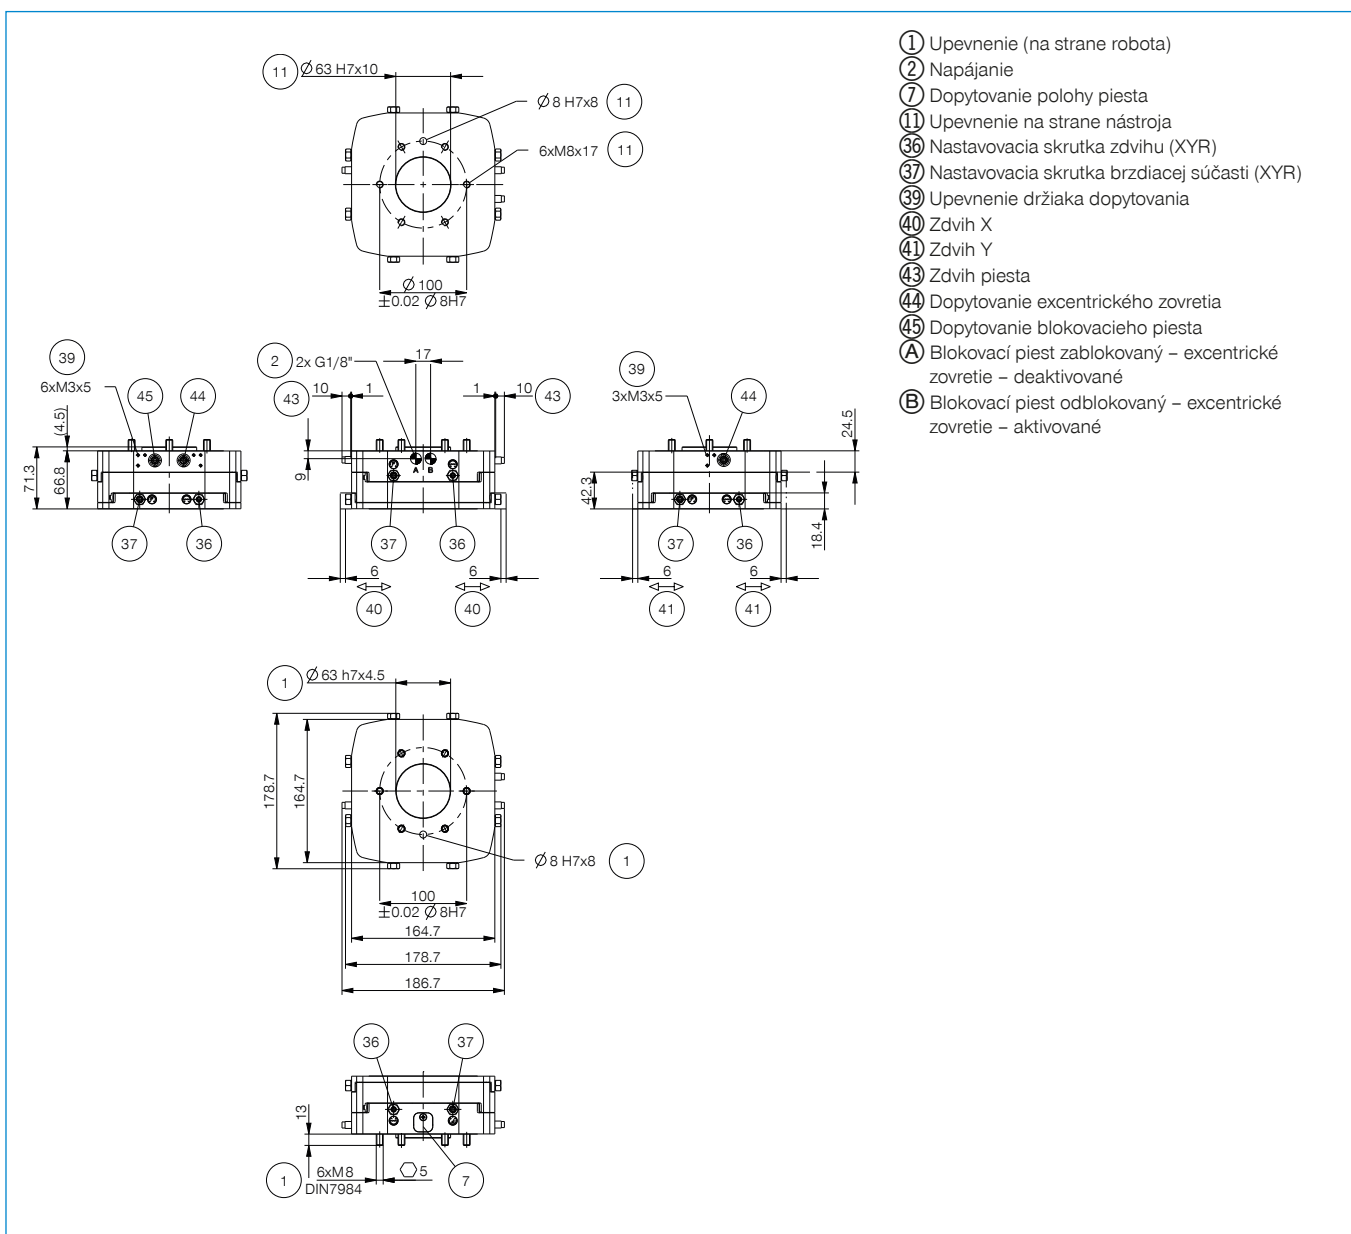 11 Ø 63 H7x10
Ø 8 H7x8 11
6xM8x17 11
Ø 100
±0.02 Ø 8H7
39
6xM3x5
45
44
(4.5)
71.3
66.8
37
36
2 2x G1/8"
17
43
10
1
1
10
43
9
A B
37
36
6
6
40
40
39
3xM3x5
44
24.5
42.3
18.4
37
36
6
6
41
41
1 Ø 63 h7x4.5
178.7
164.7
Ø 8 H7x8 1
100
±0.02 Ø 8H7
164.7
178.7
186.7
36
37
13
1 6xM8
DIN7984
5
7
1 Upevnenie (na strane robota)
2 Napájanie
7 Dopytovanie polohy piesta
11 Upevnenie na strane nástroja
36 Nastavovacia skrutka zdvihu (XYR)
37 Nastavovacia skrutka brzdiacej súčasti (XYR)
39 Upevnenie držiaka dopytovania
40 Zdvih X
41 Zdvih Y
43 Zdvih piesta
44 Dopytovanie excentrického zovretia
45 Dopytovanie blokovacieho piesta
A Blokovací piest zablokovaný – excentrické
zovretie – deaktivované
B Blokovací piest odblokovaný – excentrické
zovretie – aktivované